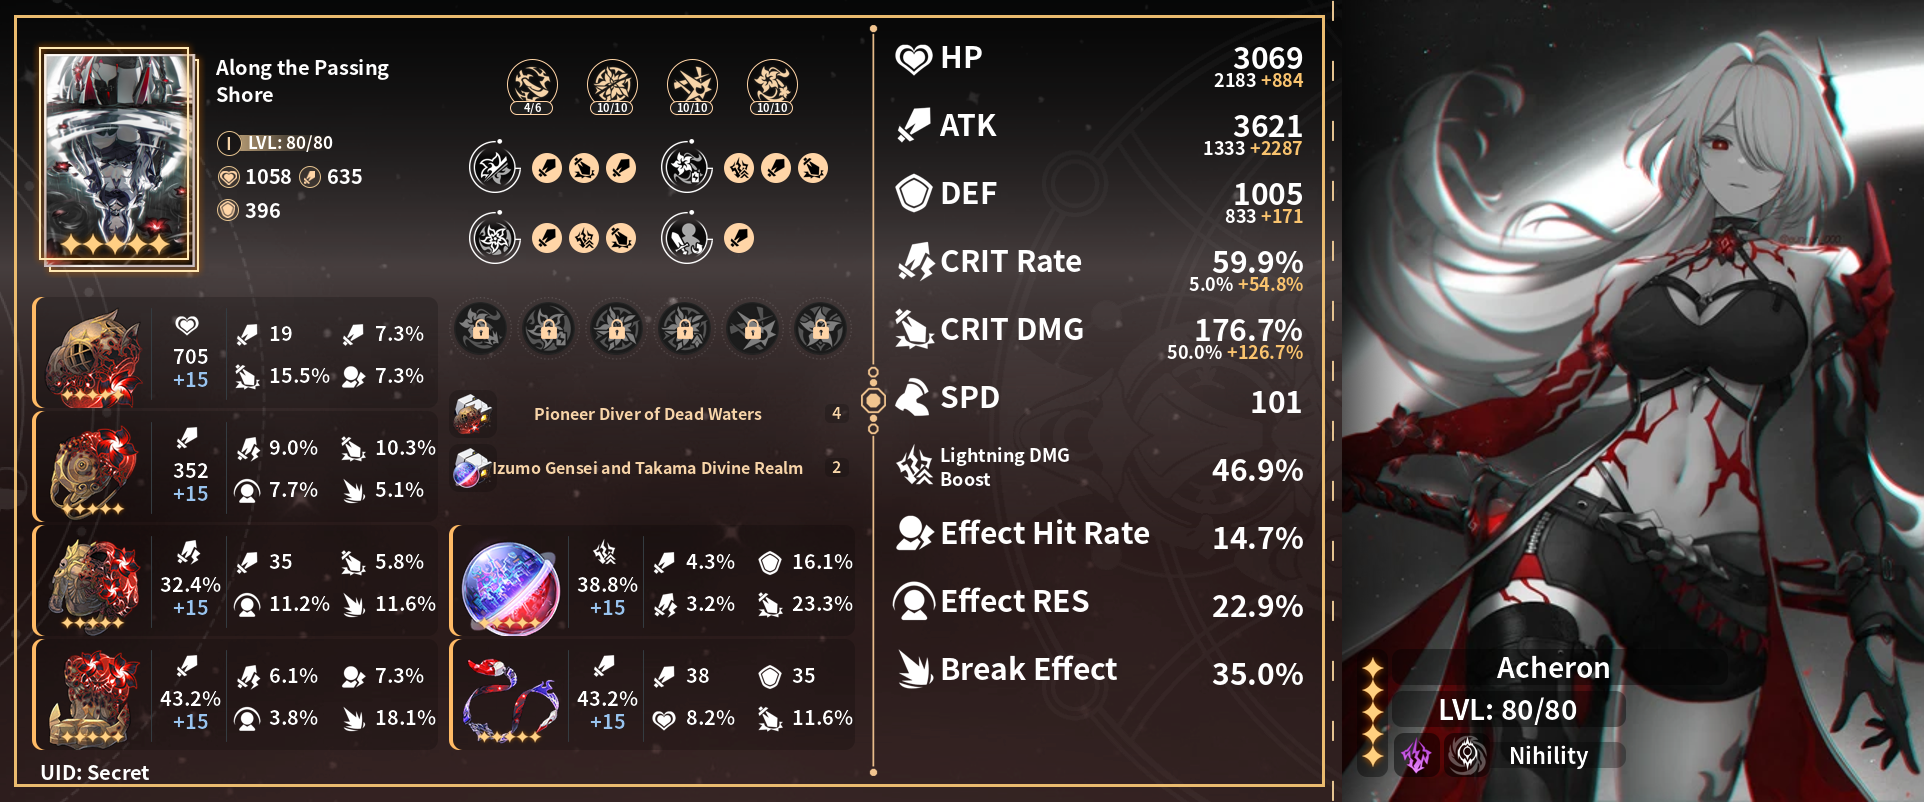 Along the Passing
Shore
I LVL: 80/80
1058 635
396
4/6 10/10 10/10 10/10
705
+15
19 7.3%
15.5% 7.3%
352
+15
9.0% 10.3%
7.7% 5.1%
32.4%
+15
35 5.8%
11.2% 11.6%
43.2%
+15
6.1% 7.3%
3.8% 18.1%
Pioneer Diver of Dead Waters 4
Izumo Gensei and Takama Divine Realm 2
38.8%
+15
4.3% 16.1%
3.2% 23.3%
43.2%
+15
38 35
8.2% 11.6%
UID: Secret
HP 3069
2183 +884
ATK 3621
1333 +2287
DEF 1005
833 +171
CRIT Rate 59.9%
5.0% +54.8%
CRIT DMG 176.7%
50.0% +126.7%
SPD 101
Lightning DMG
Boost 46.9%
Effect Hit Rate 14.7%
Effect RES 22.9%
Break Effect 35.0%
Acheron
LVL: 80/80
Nihility